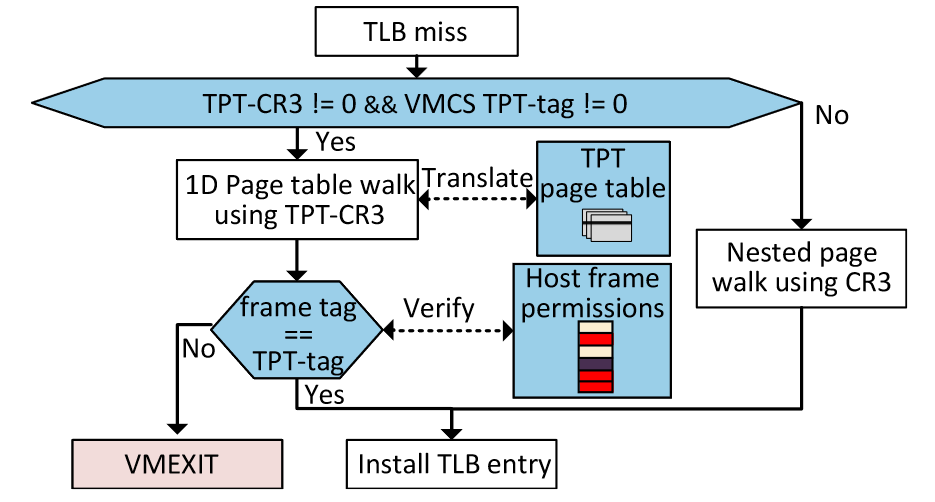 TLB miss
TPT-CR3 != 0 && VMCS TPT-tag != 0
Yes
No
1D Page table walk
using TPT-CR3
Translate
TPT
page table
Nested page
walk using CR3
frame tag
==
TPT-tag
Verify
Host frame
permissions
No
Yes
VMEXIT
Install TLB entry